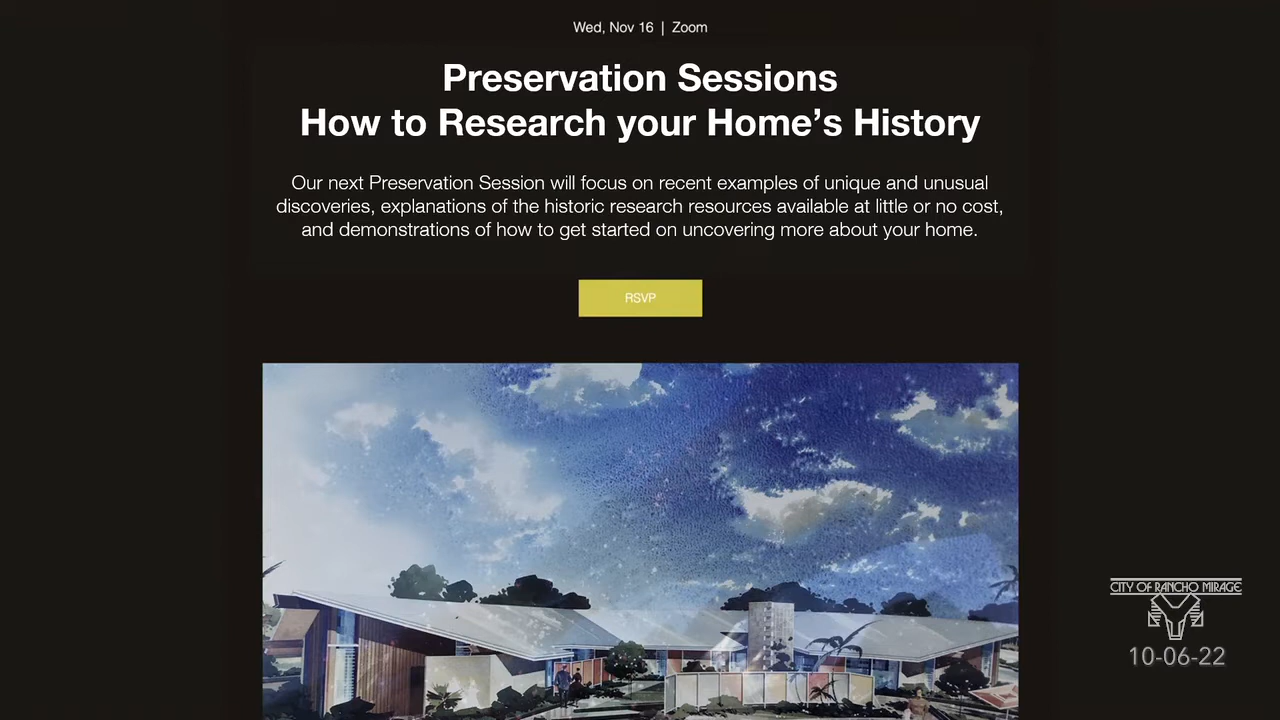 Wed, Nov 16 | Zoom
Preservation Sessions
How to Research your Home’s History
Our next Preservation Session will focus on recent examples of unique and unusual
discoveries, explanations of the historic research resources available at little or no cost,
and demonstrations of how to get started on uncovering more about your home.
RSVP
CITY OF RANCHO MIRAGE
10-06-22